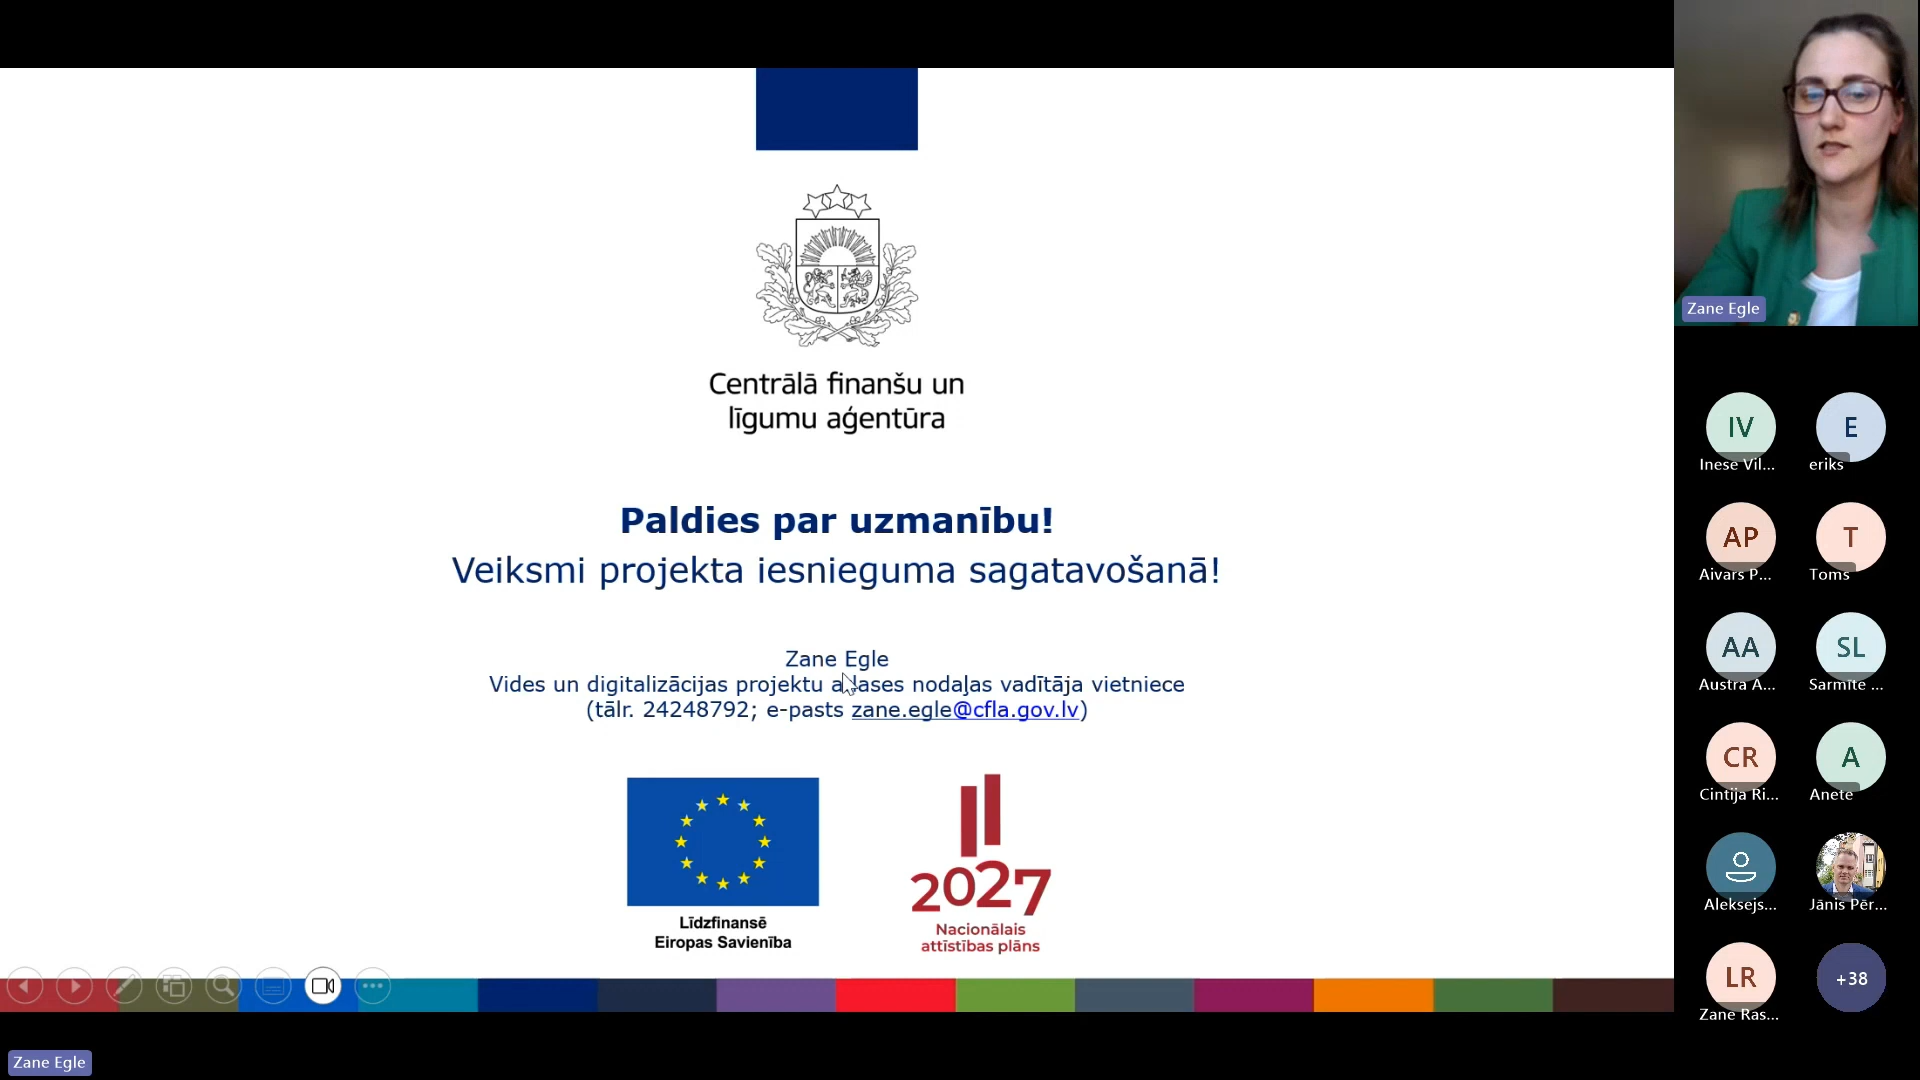 Centrālā finanšu un
līgumu aģentūra
Paldies par uzmanību!
Veiksmi projekta iesnieguma sagatavošanā!
Zane Egle
Vides un digitalizācijas projektu atlases nodaļas vadītāja vietniece
(tālr. 24248792; e-pasts zane.egle@cfla.gov.lv)
Līdzfinansē
Eiropas Savienība
2027
Nacionālais
attīstības plāns
Zane Egle
Zane Egle
IV
Inese Vil...
E
eriks
AP
Aivars P...
T
Toms
AA
Austra A...
SL
Sarmīte ...
CR
Cintija Ri...
A
Anete
Aleksejs...
Jānis Pēr...
LR
Zane Ras...
+38